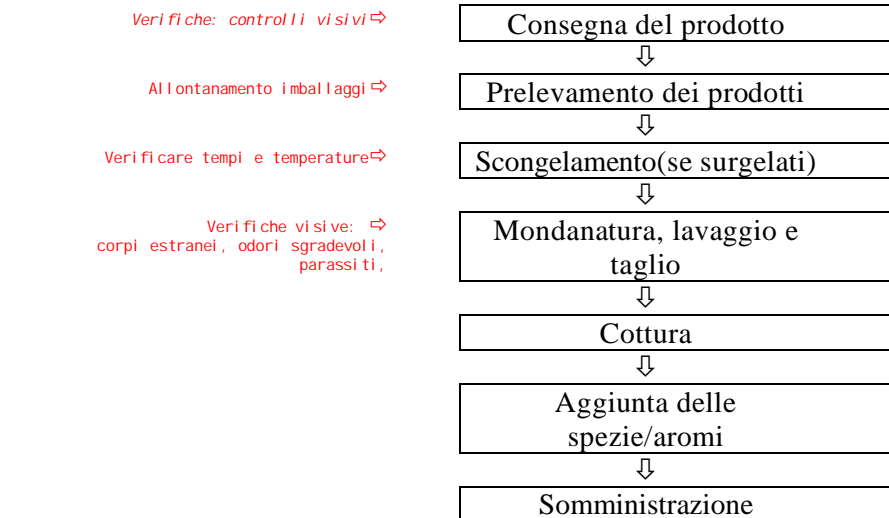 Verifiche: controlli visivi⇨
Consegna del prodotto
Allontanamento imballaggi⇨
Prelevamento dei prodotti
Verificare tempi e temperature⇨
Scongelamento(se surgelati)
Verifiche visive: ⇨
corpi estranei, odori sgradevoli,
parassiti,
Mondanatura, lavaggio e
taglio
Cottura
Aggiunta delle
spezie/aromi
Somministrazione